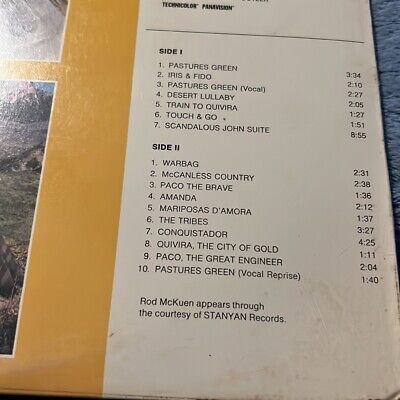 TECHNICOLOR® PANAVISION®
SIDE I
1. PASTURES GREEN 3:34
2. IRIS & FIDO 2:10
3. PASTURES GREEN (Vocal) 2:27
4. DESERT LULLABY 2:05
5. TRAIN TO QUIVIRA 1:27
6. TOUCH & GO 1:51
7. SCANDALOUS JOHN SUITE 8:55
SIDE II
1. WARBAG 2:31
2. McCANLESS COUNTRY 2:38
3. PACO THE BRAVE 1:36
4. AMANDA 2:12
5. MARIPOSAS D'AMORA 1:37
6. THE TRIBES 3:27
7. CONQUISTADOR 4:25
8. QUIVIRA, THE CITY OF GOLD 1:11
9. PACO, THE GREAT ENGINEER 2:04
10. PASTURES GREEN (Vocal Reprise) 1:40
Rod McKuen appears through
the courtesy of STANYAN Records.